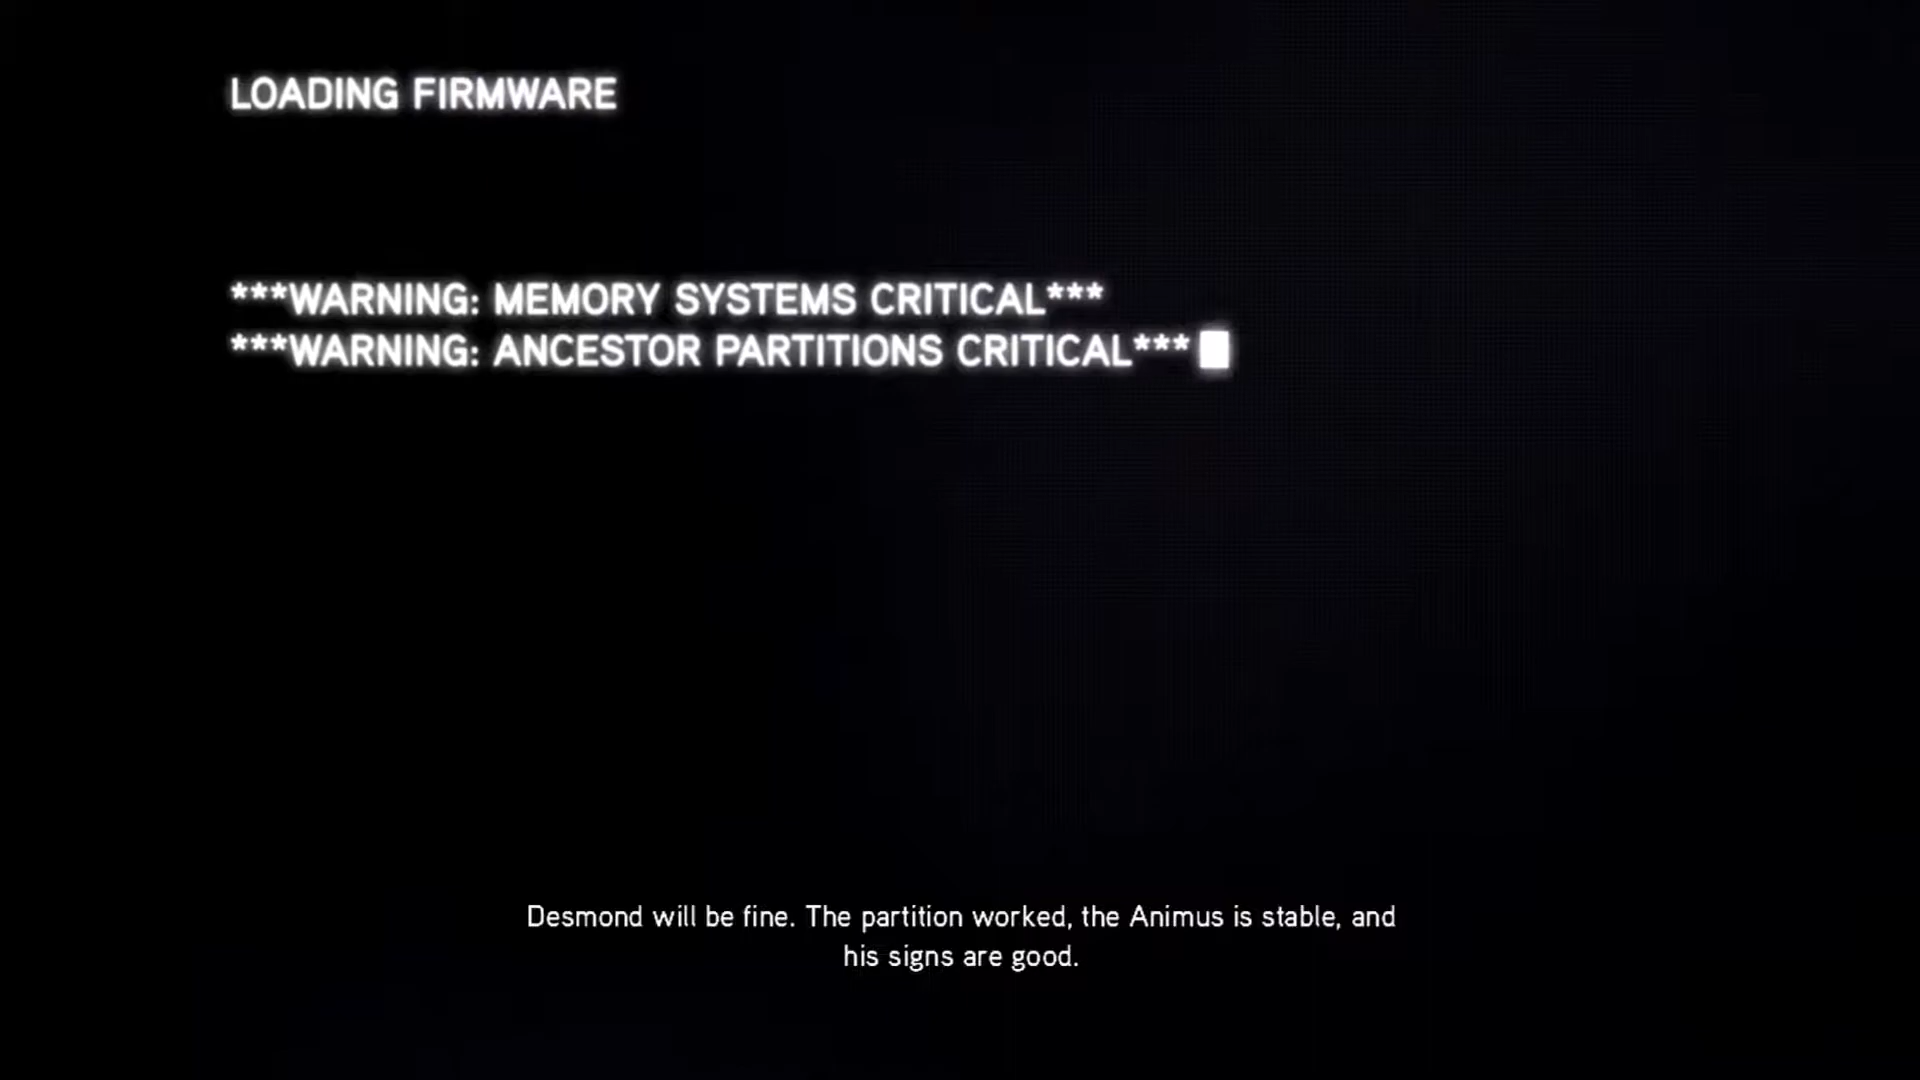 LOADING FIRMWARE
***WARNING: MEMORY SYSTEMS CRITICAL***
***WARNING: ANCESTOR PARTITIONS CRITICAL***
Desmond will be fine. The partition worked, the Animus is stable, and
his signs are good.